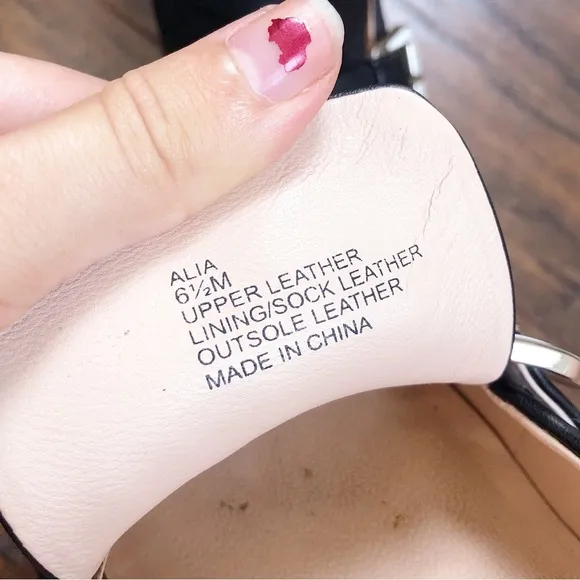 ALIA
6½M
UPPER LEATHER
LINING/SOCK LEATHER
OUTSOLE LEATHER
MADE IN CHINA